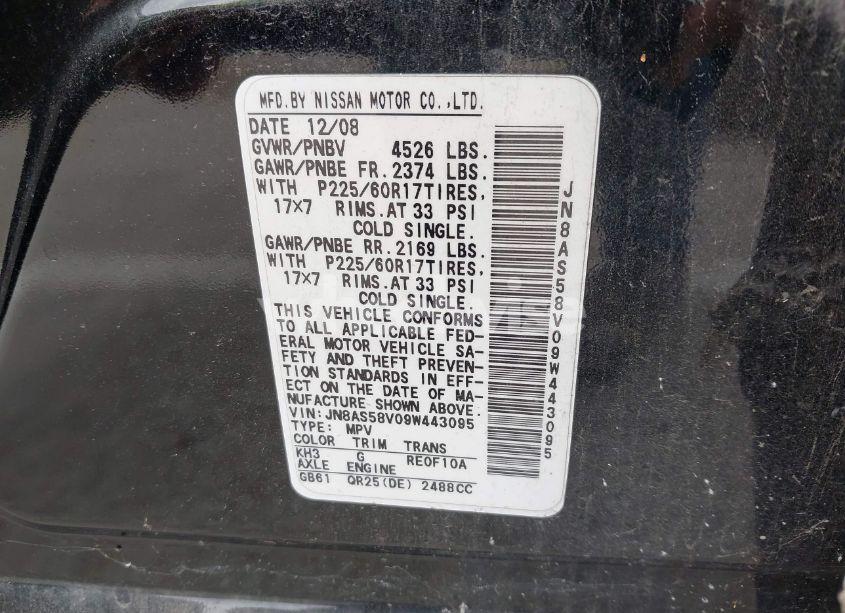 MFD.BY NISSAN MOTOR CO.,LTD.
DATE 12/08
GVWR/PNBV 4526 LBS.
GAWR/PNBE FR.2374 LBS.
WITH P225/60R17TIRES,
17×7 RIMS.AT 33 PSI
COLD SINGLE.
GAWR/PNBE RR.2169 LBS.
WITH P225/60R17TIRES,
17×7 RIMS.AT 33 PSI
COLD SINGLE.
THIS VEHICLE CONFORMS
TO ALL APPLICABLE FED-
ERAL MOTOR VEHICLE SA-
FETY AND THEFT PREVEN-
TION STANDARDS IN EFF-
ECT ON THE DATE OF MA-
NUFACTURE SHOWN ABOVE.
VIN:JN8AS58V09W443095
TYPE: MPV
COLOR TRIM TRANS
KH3 G RE0F10A
AXLE ENGINE
GB61 QR25(DE) 2488CC
JN8AS58V09W443095